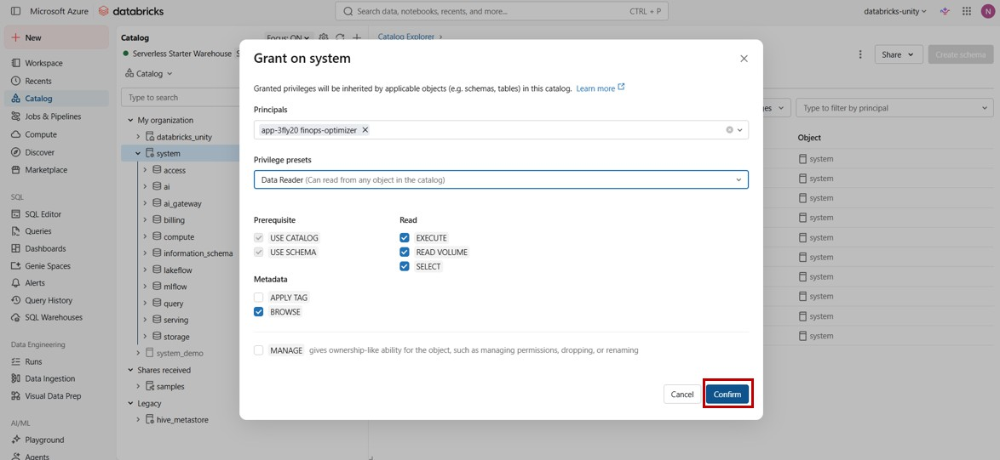 Microsoft Azure
databricks
Search data, notebooks, recents, and more...
CTRL + P
databricks-unity
N
New
Workspace
Recents
Catalog
Jobs & Pipelines
Compute
Discover
Marketplace
SQL
SQL Editor
Queries
Dashboards
Genie Spaces
Alerts
Query History
SQL Warehouses
Data Engineering
Runs
Data Ingestion
Visual Data Prep
AI/ML
Playground
Agents
Catalog
Focus: ON
Serverless Starter Warehouse
S
Catalog
Type to search
My organization
databricks_unity
system
access
ai
ai_gateway
billing
compute
information_schema
lakeflow
mlflow
query
serving
storage
system_demo
Shares received
samples
Legacy
hive_metastore
Catalog Explorer >
Share
Create schema
Type to filter by principal
Object
system
system
system
system
system
system
system
system
system
system
Grant on system
Granted privileges will be inherited by applicable objects (e.g. schemas, tables) in this catalog. Learn more
Principals
app-3fly20 finops-optimizer
Privilege presets
Data Reader (Can read from any object in the catalog)
Prerequisite
USE CATALOG
USE SCHEMA
Metadata
APPLY TAG
BROWSE
Read
EXECUTE
READ VOLUME
SELECT
MANAGE gives ownership-like ability for the object, such as managing permissions, dropping, or renaming
Cancel
Confirm